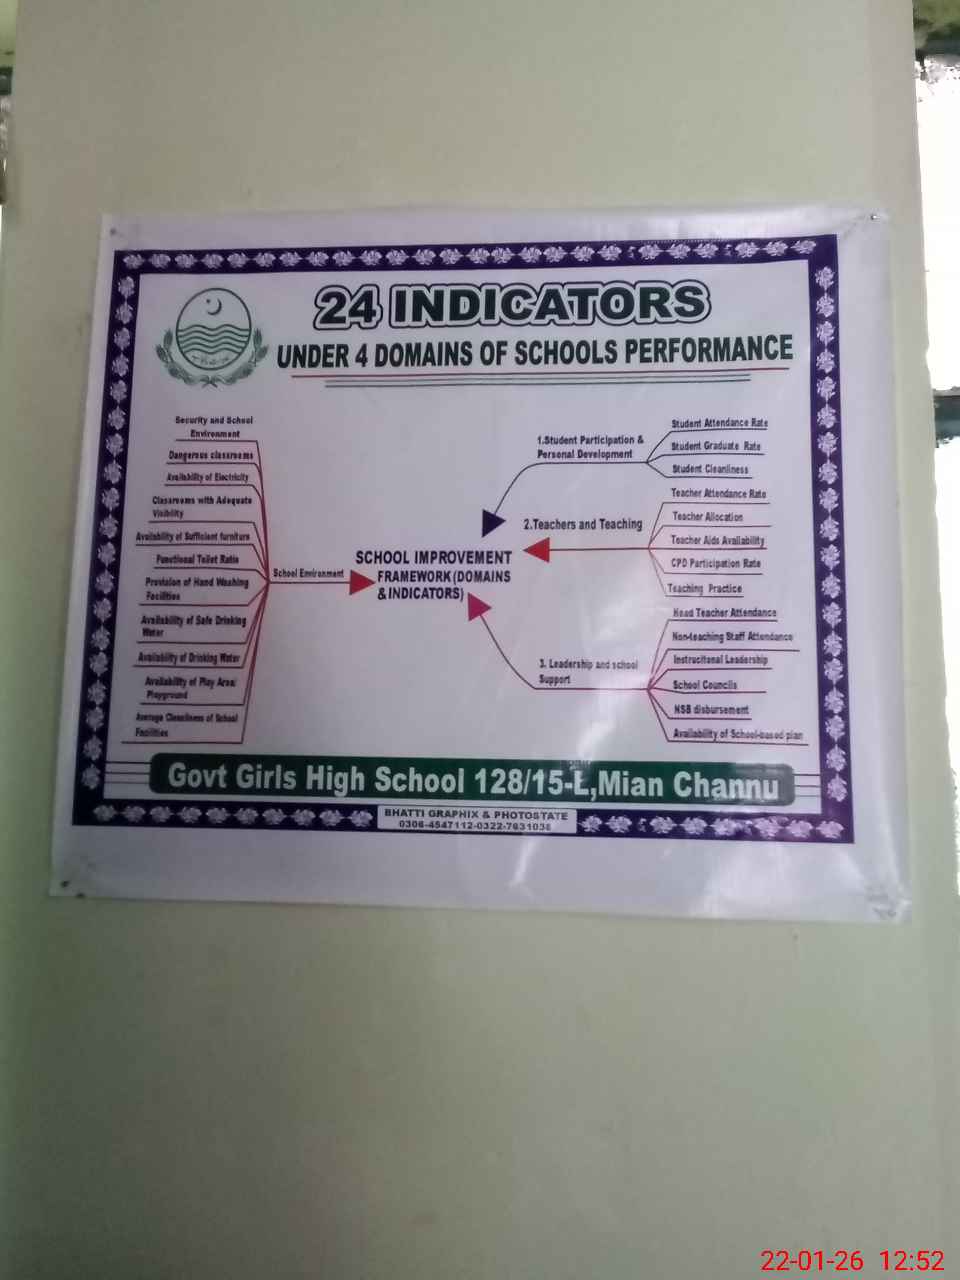 24 INDICATORS
UNDER 4 DOMAINS OF SCHOOLS PERFORMANCE
Security and School
Environment
Dangerous classrooms
Availability of Electricity
Classrooms with Adequate
Visibility
Availability of Sufficient furniture
Functional Toilet Ratio
Provision of Hand Washing
Facilities
Availability of Safe Drinking
Water
Availability of Drinking Water
Availability of Play Area/
Playground
Average Cleanliness of School
Facilities
School Environment
SCHOOL IMPROVEMENT
FRAMEWORK (DOMAINS
& INDICATORS)
1.Student Participation &
Personal Development
Student Attendance Rate
Student Graduate Rate
Student Cleanliness
2.Teachers and Teaching
Teacher Attendance Rate
Teacher Allocation
Teacher Aids Availability
CPD Participation Rate
Teaching Practice
3. Leadership and school
Support
Head Teacher Attendance
Non-teaching Staff Attendance
Instrucitonal Leadership
School Councils
NSB disbursement
Availability of School-based plan
Govt Girls High School 128/15-L,Mian Channu
BHATTI GRAPHIX & PHOTOSTATE
0306-4547112-0322-7631038
22-01-26 12:52